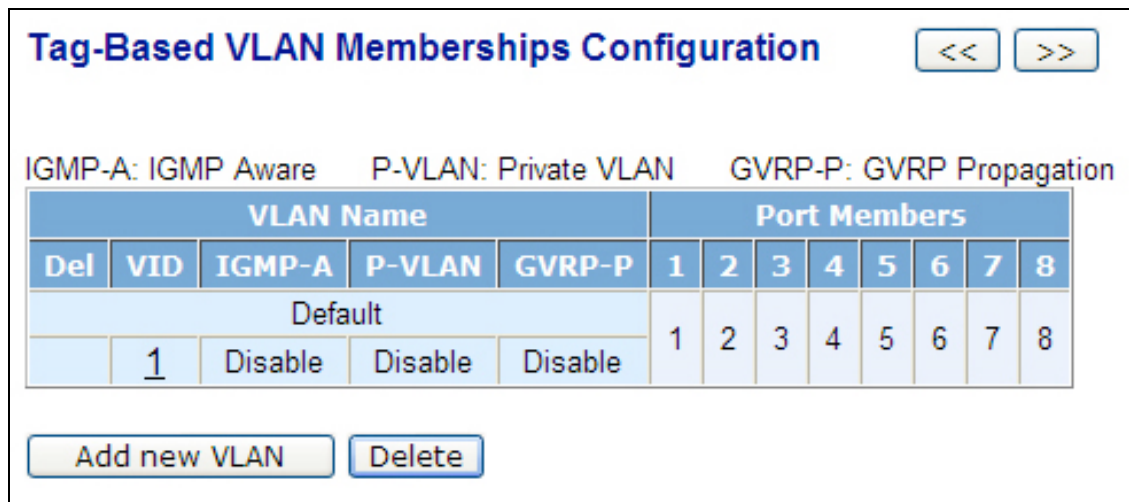 Tag-Based VLAN Memberships Configuration << >>
IGMP-A: IGMP Aware P-VLAN: Private VLAN GVRP-P: GVRP Propagation
VLAN Name Port Members
Del VID IGMP-A P-VLAN GVRP-P 1 2 3 4 5 6 7 8
Default 1 2 3 4 5 6 7 8
1 Disable Disable Disable
Add new VLAN Delete